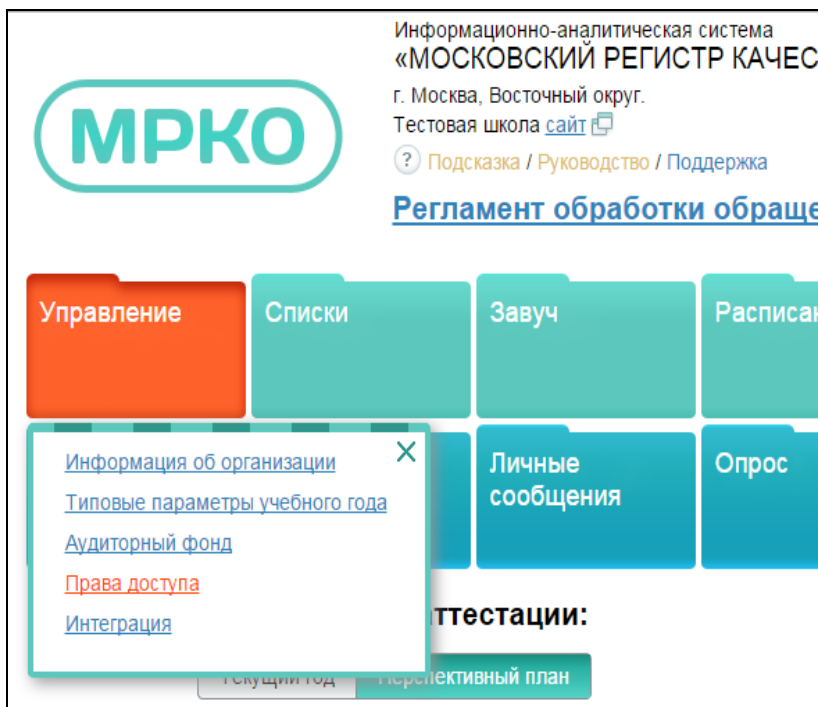 Информационно-аналитическая система
«МОСКОВСКИЙ РЕГИСТР КАЧЕС
г. Москва, Восточный округ.
Тестовая школа сайт
? Подсказка / Руководство / Поддержка
Регламент обработки обраще
МРКО
Управление
Списки
Завуч
Расписан
Информация об организации
Типовые параметры учебного года
Аудиторный фонд
Права доступа
Интеграция
Личные
сообщения
Опрос
ттестации:
Текущий год
Перспективный план